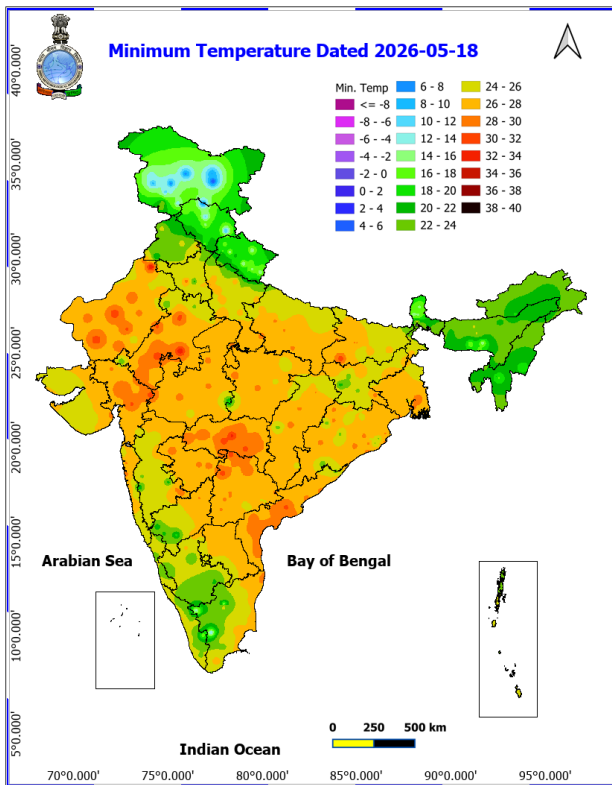 Minimum Temperature Dated 2026-05-18
Min. Temp
<= -8
-8 - -6
-6 - -4
-4 - -2
-2 - 0
0 - 2
2 - 4
4 - 6
6 - 8
8 - 10
10 - 12
12 - 14
14 - 16
16 - 18
18 - 20
20 - 22
22 - 24
24 - 26
26 - 28
28 - 30
30 - 32
32 - 34
34 - 36
36 - 38
38 - 40
40°0.000'
35°0.000'
30°0.000'
25°0.000'
20°0.000'
15°0.000'
10°0.000'
5°0.000'
Arabian Sea
Bay of Bengal
0 250 500 km
Indian Ocean
70°0.000' 75°0.000' 80°0.000' 85°0.000' 90°0.000' 95°0.000'